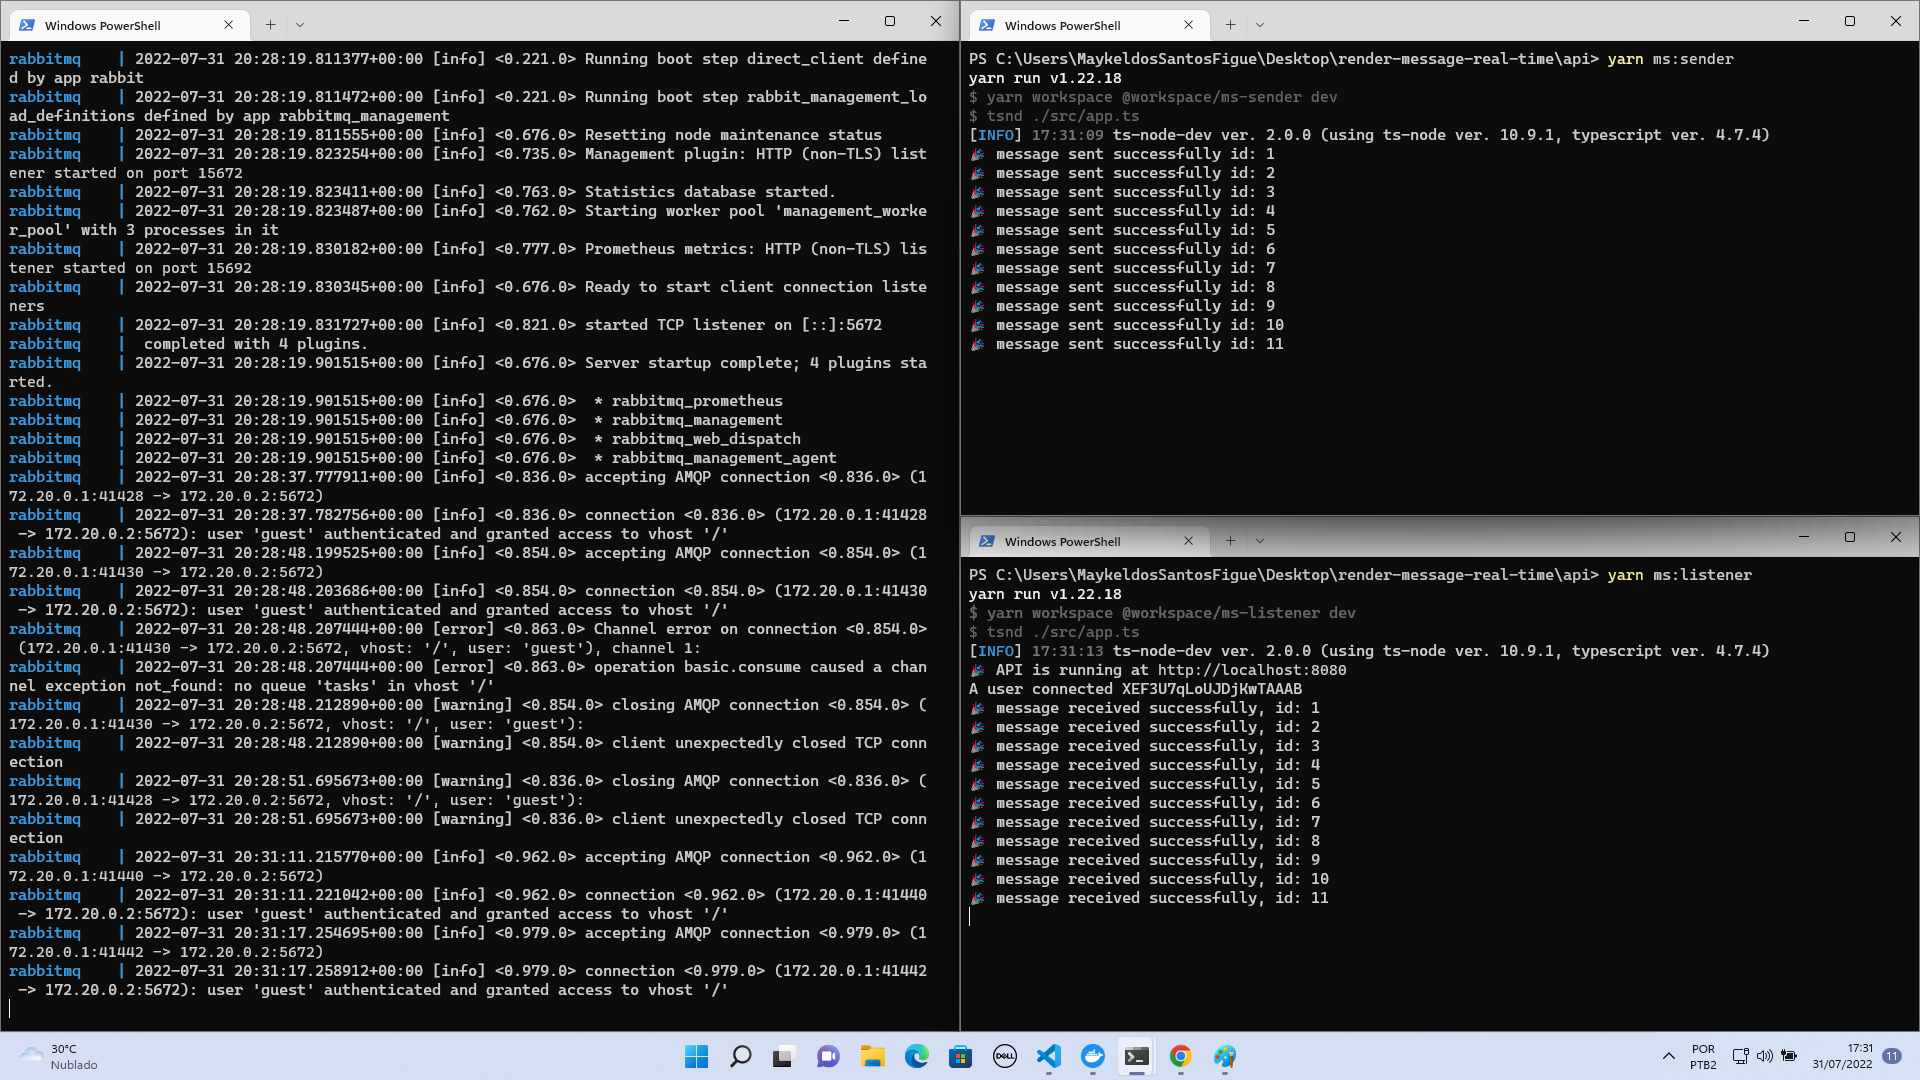 Windows PowerShell
rabbitmq | 2022-07-31 20:28:19.811377+00:00 [info] <0.221.0> Running boot step direct_client define
d by app rabbit
rabbitmq | 2022-07-31 20:28:19.811472+00:00 [info] <0.221.0> Running boot step rabbit_management_lo
ad_definitions defined by app rabbitmq_management
rabbitmq | 2022-07-31 20:28:19.811555+00:00 [info] <0.676.0> Resetting node maintenance status
rabbitmq | 2022-07-31 20:28:19.823254+00:00 [info] <0.735.0> Management plugin: HTTP (non-TLS) list
ener started on port 15672
rabbitmq | 2022-07-31 20:28:19.823411+00:00 [info] <0.763.0> Statistics database started.
rabbitmq | 2022-07-31 20:28:19.823487+00:00 [info] <0.762.0> Starting worker pool 'management_worke
r_pool' with 3 processes in it
rabbitmq | 2022-07-31 20:28:19.830182+00:00 [info] <0.777.0> Prometheus metrics: HTTP (non-TLS) lis
tener started on port 15692
rabbitmq | 2022-07-31 20:28:19.830345+00:00 [info] <0.676.0> Ready to start client connection liste
ners
rabbitmq | 2022-07-31 20:28:19.831727+00:00 [info] <0.821.0> started TCP listener on [::]:5672
rabbitmq | completed with 4 plugins.
rabbitmq | 2022-07-31 20:28:19.901515+00:00 [info] <0.676.0> Server startup complete; 4 plugins sta
rted.
rabbitmq | 2022-07-31 20:28:19.901515+00:00 [info] <0.676.0> * rabbitmq_prometheus
rabbitmq | 2022-07-31 20:28:19.901515+00:00 [info] <0.676.0> * rabbitmq_management
rabbitmq | 2022-07-31 20:28:19.901515+00:00 [info] <0.676.0> * rabbitmq_web_dispatch
rabbitmq | 2022-07-31 20:28:19.901515+00:00 [info] <0.676.0> * rabbitmq_management_agent
rabbitmq | 2022-07-31 20:28:37.777911+00:00 [info] <0.836.0> accepting AMQP connection <0.836.0> (1
72.20.0.1:41428 -> 172.20.0.2:5672)
rabbitmq | 2022-07-31 20:28:37.782756+00:00 [info] <0.836.0> connection <0.836.0> (172.20.0.1:41428
-> 172.20.0.2:5672): user 'guest' authenticated and granted access to vhost '/'
rabbitmq | 2022-07-31 20:28:48.199525+00:00 [info] <0.854.0> accepting AMQP connection <0.854.0> (1
72.20.0.1:41430 -> 172.20.0.2:5672)
rabbitmq | 2022-07-31 20:28:48.203686+00:00 [info] <0.854.0> connection <0.854.0> (172.20.0.1:41430
-> 172.20.0.2:5672): user 'guest' authenticated and granted access to vhost '/'
rabbitmq | 2022-07-31 20:28:48.207444+00:00 [error] <0.863.0> Channel error on connection <0.854.0>
(172.20.0.1:41430 -> 172.20.0.2:5672, vhost: '/', user: 'guest'), channel 1:
rabbitmq | 2022-07-31 20:28:48.207444+00:00 [error] <0.863.0> operation basic.consume caused a chan
nel exception not_found: no queue 'tasks' in vhost '/'
rabbitmq | 2022-07-31 20:28:48.212890+00:00 [warning] <0.854.0> closing AMQP connection <0.854.0> (
172.20.0.1:41430 -> 172.20.0.2:5672, vhost: '/', user: 'guest'):
rabbitmq | 2022-07-31 20:28:48.212890+00:00 [warning] <0.854.0> client unexpectedly closed TCP conn
ection
rabbitmq | 2022-07-31 20:28:51.695673+00:00 [warning] <0.836.0> closing AMQP connection <0.836.0> (
172.20.0.1:41428 -> 172.20.0.2:5672, vhost: '/', user: 'guest'):
rabbitmq | 2022-07-31 20:28:51.695673+00:00 [warning] <0.836.0> client unexpectedly closed TCP conn
ection
rabbitmq | 2022-07-31 20:31:11.215770+00:00 [info] <0.962.0> accepting AMQP connection <0.962.0> (1
72.20.0.1:41440 -> 172.20.0.2:5672)
rabbitmq | 2022-07-31 20:31:11.221042+00:00 [info] <0.962.0> connection <0.962.0> (172.20.0.1:41440
-> 172.20.0.2:5672): user 'guest' authenticated and granted access to vhost '/'
rabbitmq | 2022-07-31 20:31:17.254695+00:00 [info] <0.979.0> accepting AMQP connection <0.979.0> (1
72.20.0.1:41442 -> 172.20.0.2:5672)
rabbitmq | 2022-07-31 20:31:17.258912+00:00 [info] <0.979.0> connection <0.979.0> (172.20.0.1:41442
-> 172.20.0.2:5672): user 'guest' authenticated and granted access to vhost '/'
Windows PowerShell
PS C:\Users\MaykeldosSantosFigue\Desktop\render-message-real-time\api> yarn ms:sender
yarn run v1.22.18
$ yarn workspace @workspace/ms-sender dev
$ tsnd ./src/app.ts
[INFO] 17:31:09 ts-node-dev ver. 2.0.0 (using ts-node ver. 10.9.1, typescript ver. 4.7.4)
🎉 message sent successfully id: 1
🎉 message sent successfully id: 2
🎉 message sent successfully id: 3
🎉 message sent successfully id: 4
🎉 message sent successfully id: 5
🎉 message sent successfully id: 6
🎉 message sent successfully id: 7
🎉 message sent successfully id: 8
🎉 message sent successfully id: 9
🎉 message sent successfully id: 10
🎉 message sent successfully id: 11
Windows PowerShell
PS C:\Users\MaykeldosSantosFigue\Desktop\render-message-real-time\api> yarn ms:listener
yarn run v1.22.18
$ yarn workspace @workspace/ms-listener dev
$ tsnd ./src/app.ts
[INFO] 17:31:13 ts-node-dev ver. 2.0.0 (using ts-node ver. 10.9.1, typescript ver. 4.7.4)
🎉 API is running at http://localhost:8080
A user connected XEF3U7qLoUJDjKwTAAAB
🎉 message received successfully, id: 1
🎉 message received successfully, id: 2
🎉 message received successfully, id: 3
🎉 message received successfully, id: 4
🎉 message received successfully, id: 5
🎉 message received successfully, id: 6
🎉 message received successfully, id: 7
🎉 message received successfully, id: 8
🎉 message received successfully, id: 9
🎉 message received successfully, id: 10
🎉 message received successfully, id: 11
30°C
Nublado
DELL
POR
PTB2
17:31
31/07/2022
11